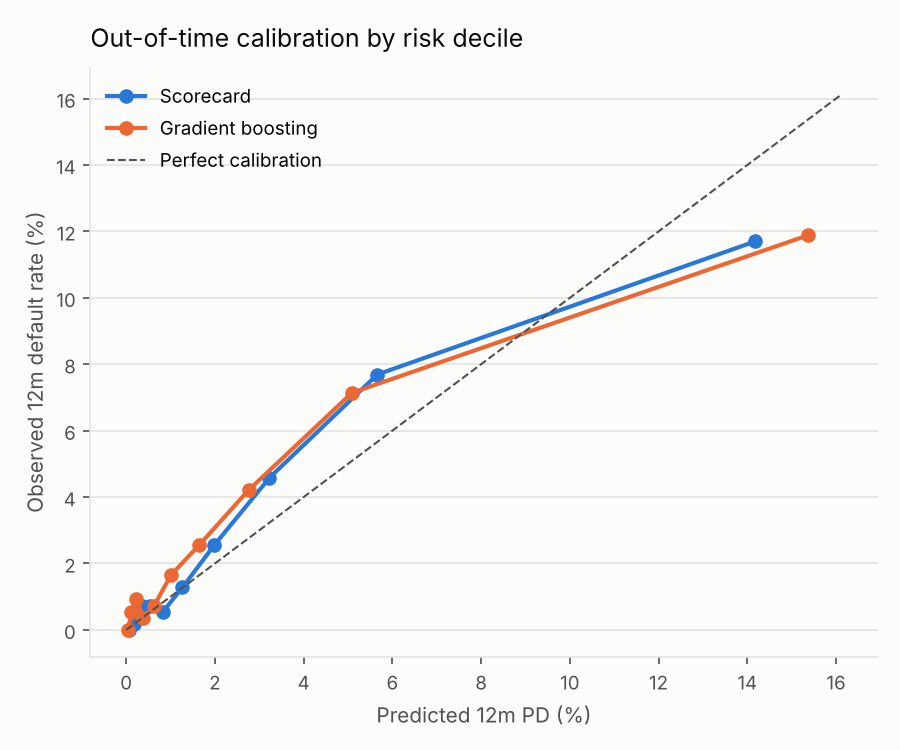 Out-of-time calibration by risk decile
Scorecard
Gradient boosting
Perfect calibration
Observed 12m default rate (%)
16
14
12
10
8
6
4
2
0
0 2 4 6 8 10 12 14 16
Predicted 12m PD (%)